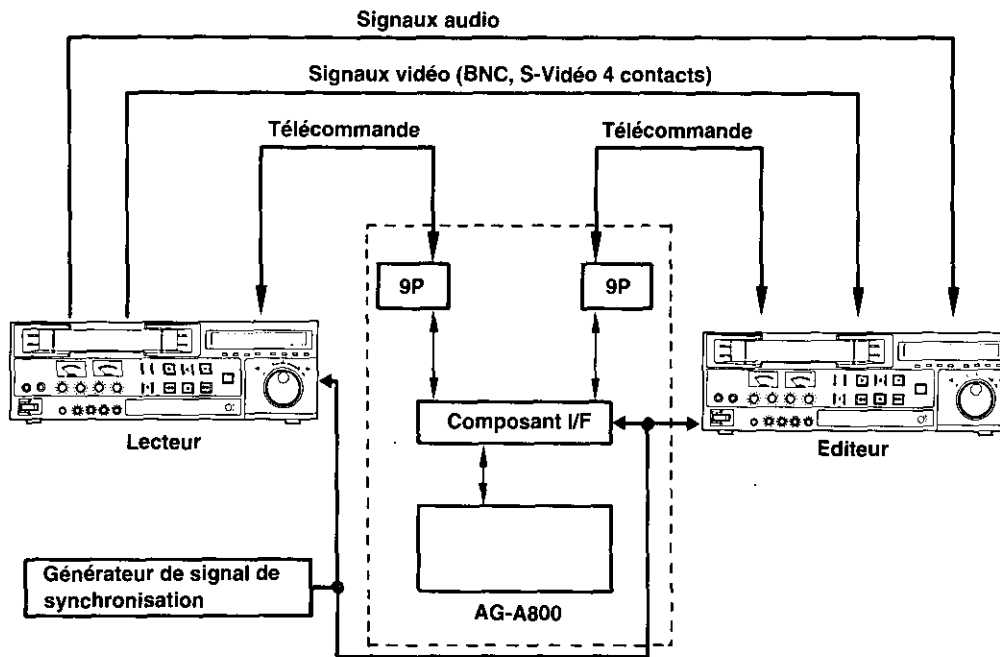 Signaux audio
Signaux vidéo (BNC, S-Vidéo 4 contacts)
Télécommande
Télécommande
9P
9P
Composant I/F
Lecteur
Editeur
Générateur de signal de
synchronisation
AG-A800